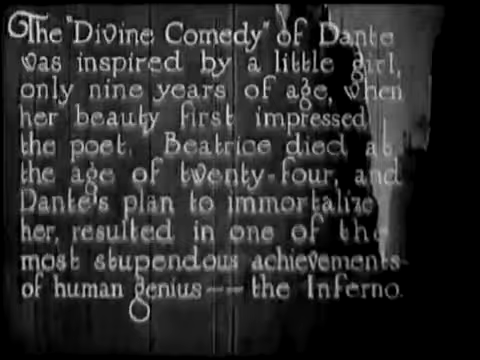 The "Divine Comedy" of Dante
was inspired by a little girl,
only nine years of age, when
her beauty first impressed
the poet. Beatrice died at
the age of twenty-four, and
Dante's plan to immortalize
her, resulted in one of the
most stupendous achievements
of human genius -- the Inferno.